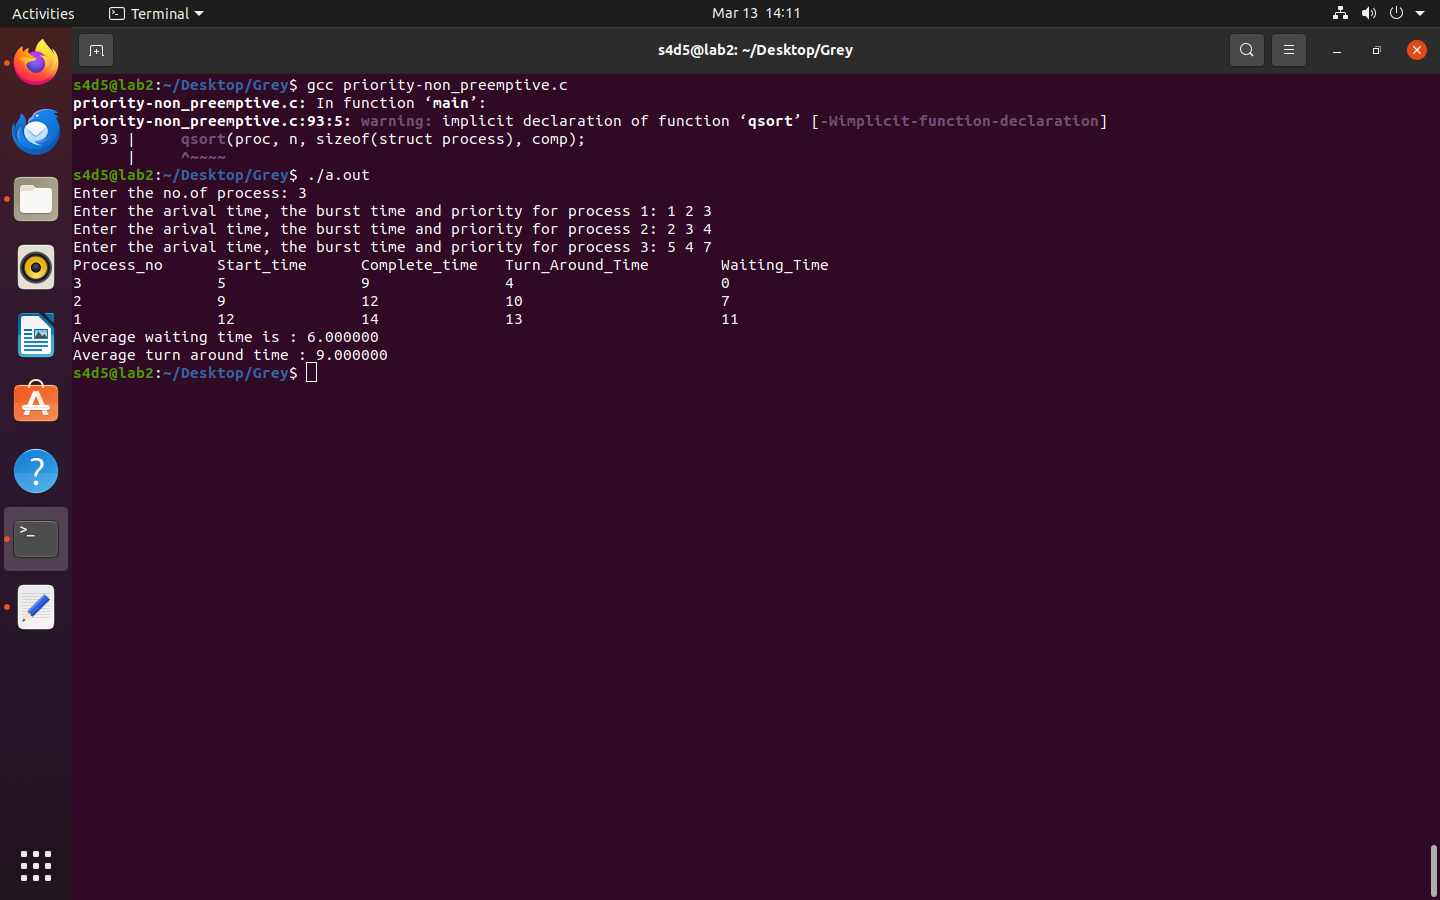 Activities Terminal Mar 13 14:11
s4d5@lab2: ~/Desktop/Grey
s4d5@lab2:~/Desktop/Grey$ gcc priority-non_preemptive.c
priority-non_preemptive.c: In function ‘main’:
priority-non_preemptive.c:93:5: warning: implicit declaration of function ‘qsort’ [-Wimplicit-function-declaration]
   93 |     qsort(proc, n, sizeof(struct process), comp);
      |     ^~~~~
s4d5@lab2:~/Desktop/Grey$ ./a.out
Enter the no.of process: 3
Enter the arival time, the burst time and priority for process 1: 1 2 3
Enter the arival time, the burst time and priority for process 2: 2 3 4
Enter the arival time, the burst time and priority for process 3: 5 4 7
Process_no      Start_time      Complete_time   Turn_Around_Time        Waiting_Time
3               5               9               4                       0
2               9               12              10                      7
1               12              14              13                      11
Average waiting time is : 6.000000
Average turn around time : 9.000000
s4d5@lab2:~/Desktop/Grey$